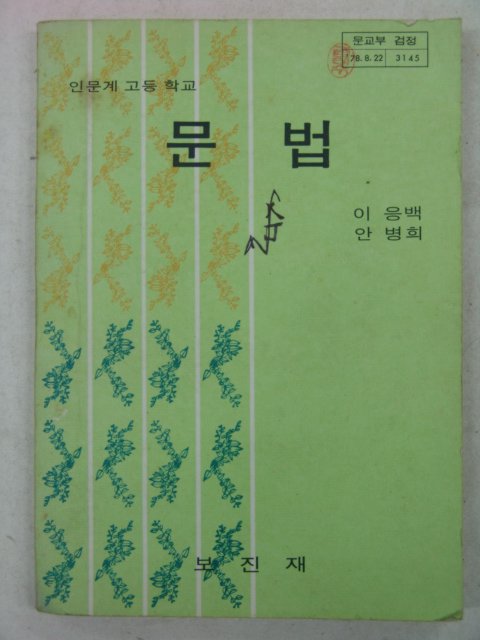 문교부 검정
78. 8. 22 3145
인문계 고등 학교
문 법
이 응백
안 병희
보 진 재